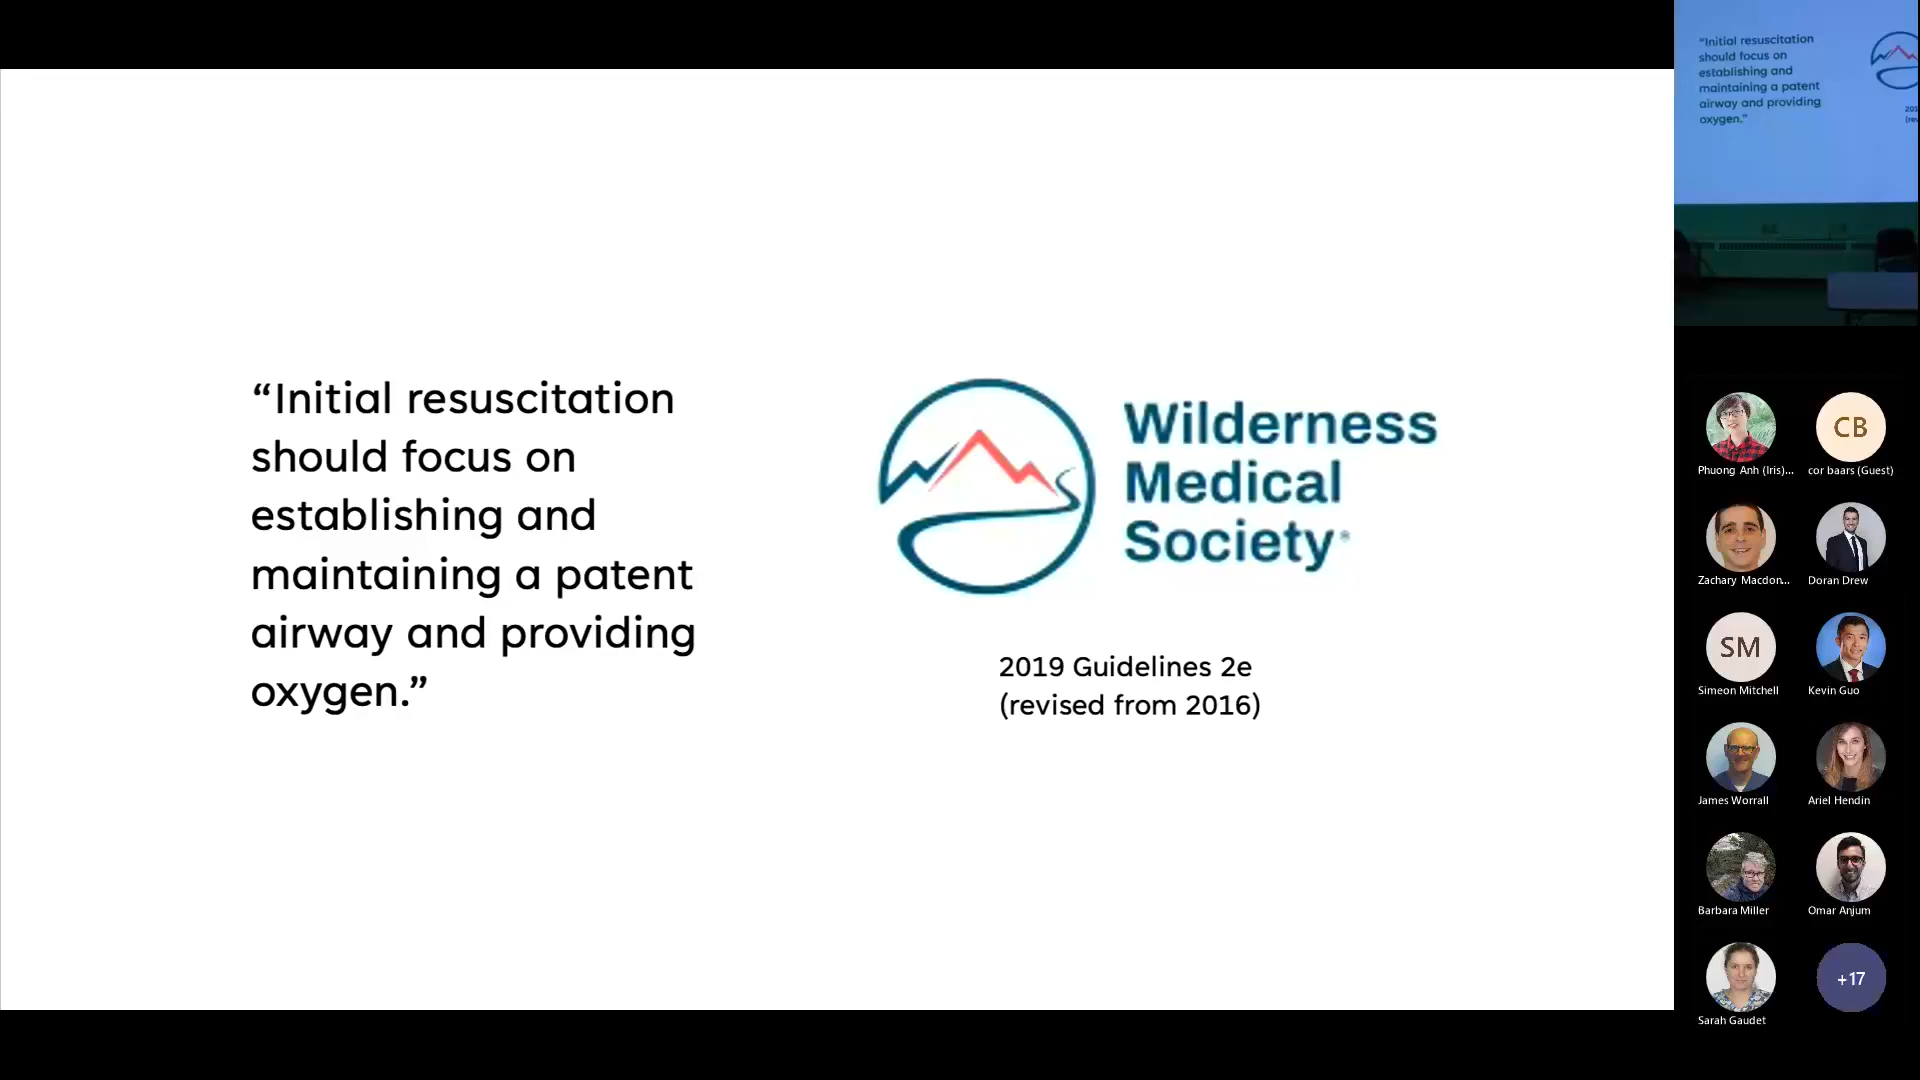 “Initial resuscitation
should focus on
establishing and
maintaining a patent
airway and providing
oxygen.”
Wilderness
Medical
Society®
2019 Guidelines 2e
(revised from 2016)
“Initial resuscitation
should focus on
establishing and
maintaining a patent
airway and providing
oxygen.”
201
(rev
Phuong Anh (Iris)...
CB
cor baars (Guest)
Zachary Macdon...
Doran Drew
SM
Simeon Mitchell
Kevin Guo
James Worrall
Ariel Hendin
Barbara Miller
Omar Anjum
Sarah Gaudet
+17